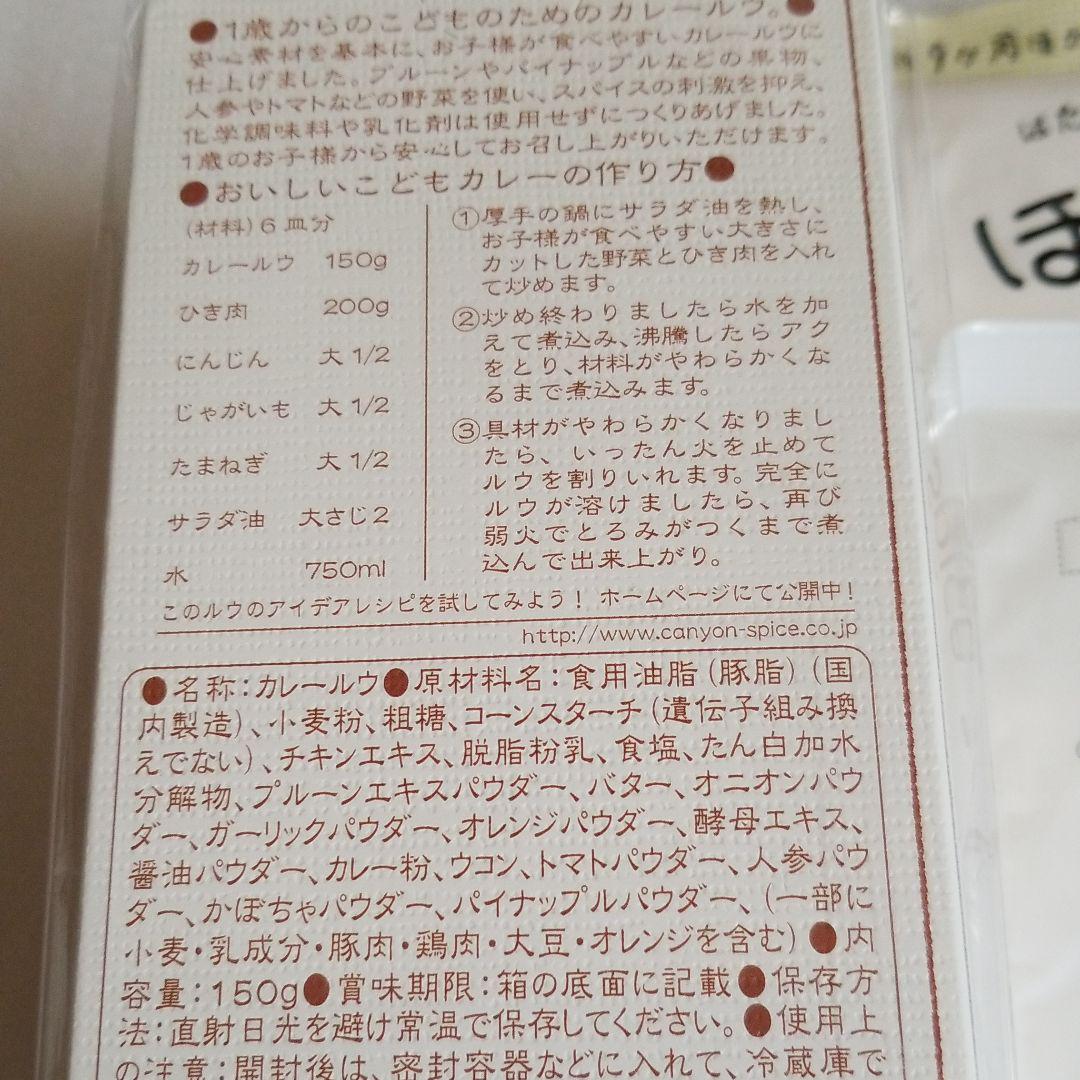 ●1歳からのこどものためのカレールウ。●
安心素材を基本に、お子様が食べやすいカレールウに
仕上げました。プルーンやパイナップルなどの果物、
人参やトマトなどの野菜を使い、スパイスの刺激を抑え、
化学調味料や乳化剤は使用せずにつくりあげました。
1歳のお子様から安心してお召し上がりいただけます。
●おいしいこどもカレーの作り方●
(材料)6皿分
カレールウ 150g
ひき肉 200g
にんじん 大1/2
じゃがいも 大1/2
たまねぎ 大1/2
サラダ油 大さじ2
水 750ml
①厚手の鍋にサラダ油を熱し、
お子様が食べやすい大きさに
カットした野菜とひき肉を入れ
て炒めます。
②炒め終わりましたら水を加
えて煮込み、沸騰したらアク
をとり、材料がやわらかくな
るまで煮込みます。
③具材がやわらかくなりまし
たら、いったん火を止めて
ルウを割りいれます。完全に
ルウが溶けましたら、再び
弱火でとろみがつくまで煮
込んで出来上がり。
このルウのアイデアレシピを試してみよう! ホームページにて公開中!
http://www.canyon-spice.co.jp
●名称:カレールウ●原材料名:食用油脂(豚脂)(国
内製造)、小麦粉、粗糖、コーンスターチ(遺伝子組み換
えでない)、チキンエキス、脱脂粉乳、食塩、たん白加水
分解物、プルーンエキスパウダー、バター、オニオンパウ
ダー、ガーリックパウダー、オレンジパウダー、酵母エキス、
醤油パウダー、カレー粉、ウコン、トマトパウダー、人参パウ
ダー、かぼちゃパウダー、パイナップルパウダー、(一部に
小麦・乳成分・豚肉・鶏肉・大豆・オレンジを含む)●内
容量:150g●賞味期限:箱の底面に記載●保存方
法:直射日光を避け常温で保存してください。●使用上
の注意:開封後は、密封容器などに入れて、冷蔵庫で
ほ